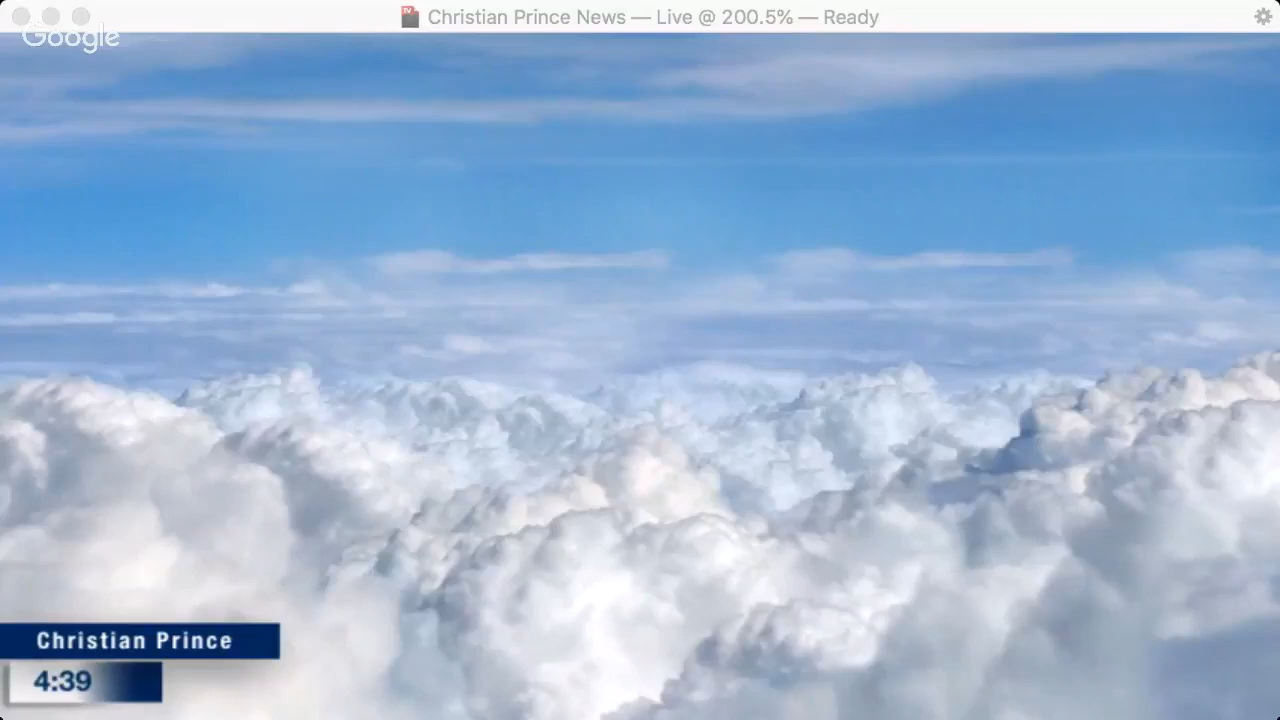 Christian Prince News — Live @ 200.5% — Ready
Google
Christian Prince
4:39